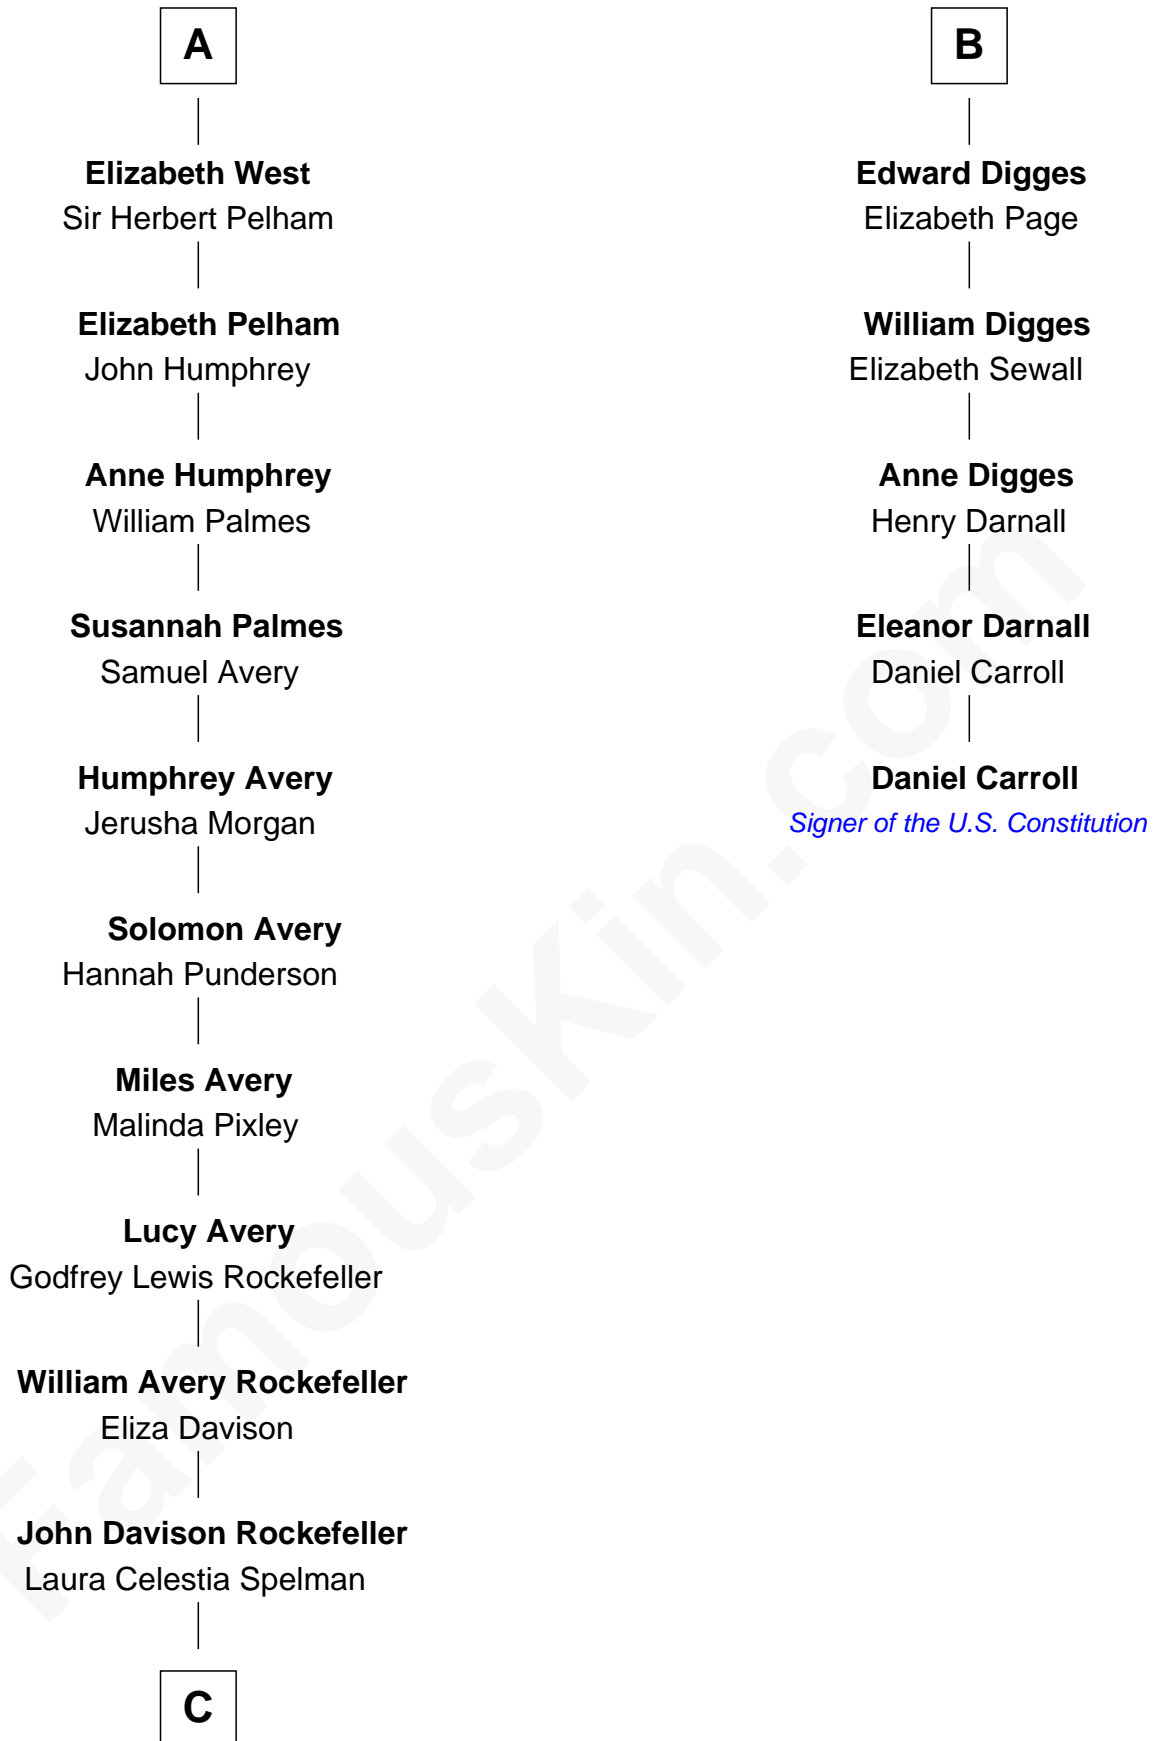 A
Elizabeth West
Sir Herbert Pelham
Elizabeth Pelham
John Humphrey
Anne Humphrey
William Palmes
Susannah Palmes
Samuel Avery
Humphrey Avery
Jerusha Morgan
Solomon Avery
Hannah Punderson
Miles Avery
Malinda Pixley
Lucy Avery
Godfrey Lewis Rockefeller
William Avery Rockefeller
Eliza Davison
John Davison Rockefeller
Laura Celestia Spelman
C
B
Edward Digges
Elizabeth Page
William Digges
Elizabeth Sewall
Anne Digges
Henry Darnall
Eleanor Darnall
Daniel Carroll
Daniel Carroll
Signer of the U.S. Constitution
FamousKin.com